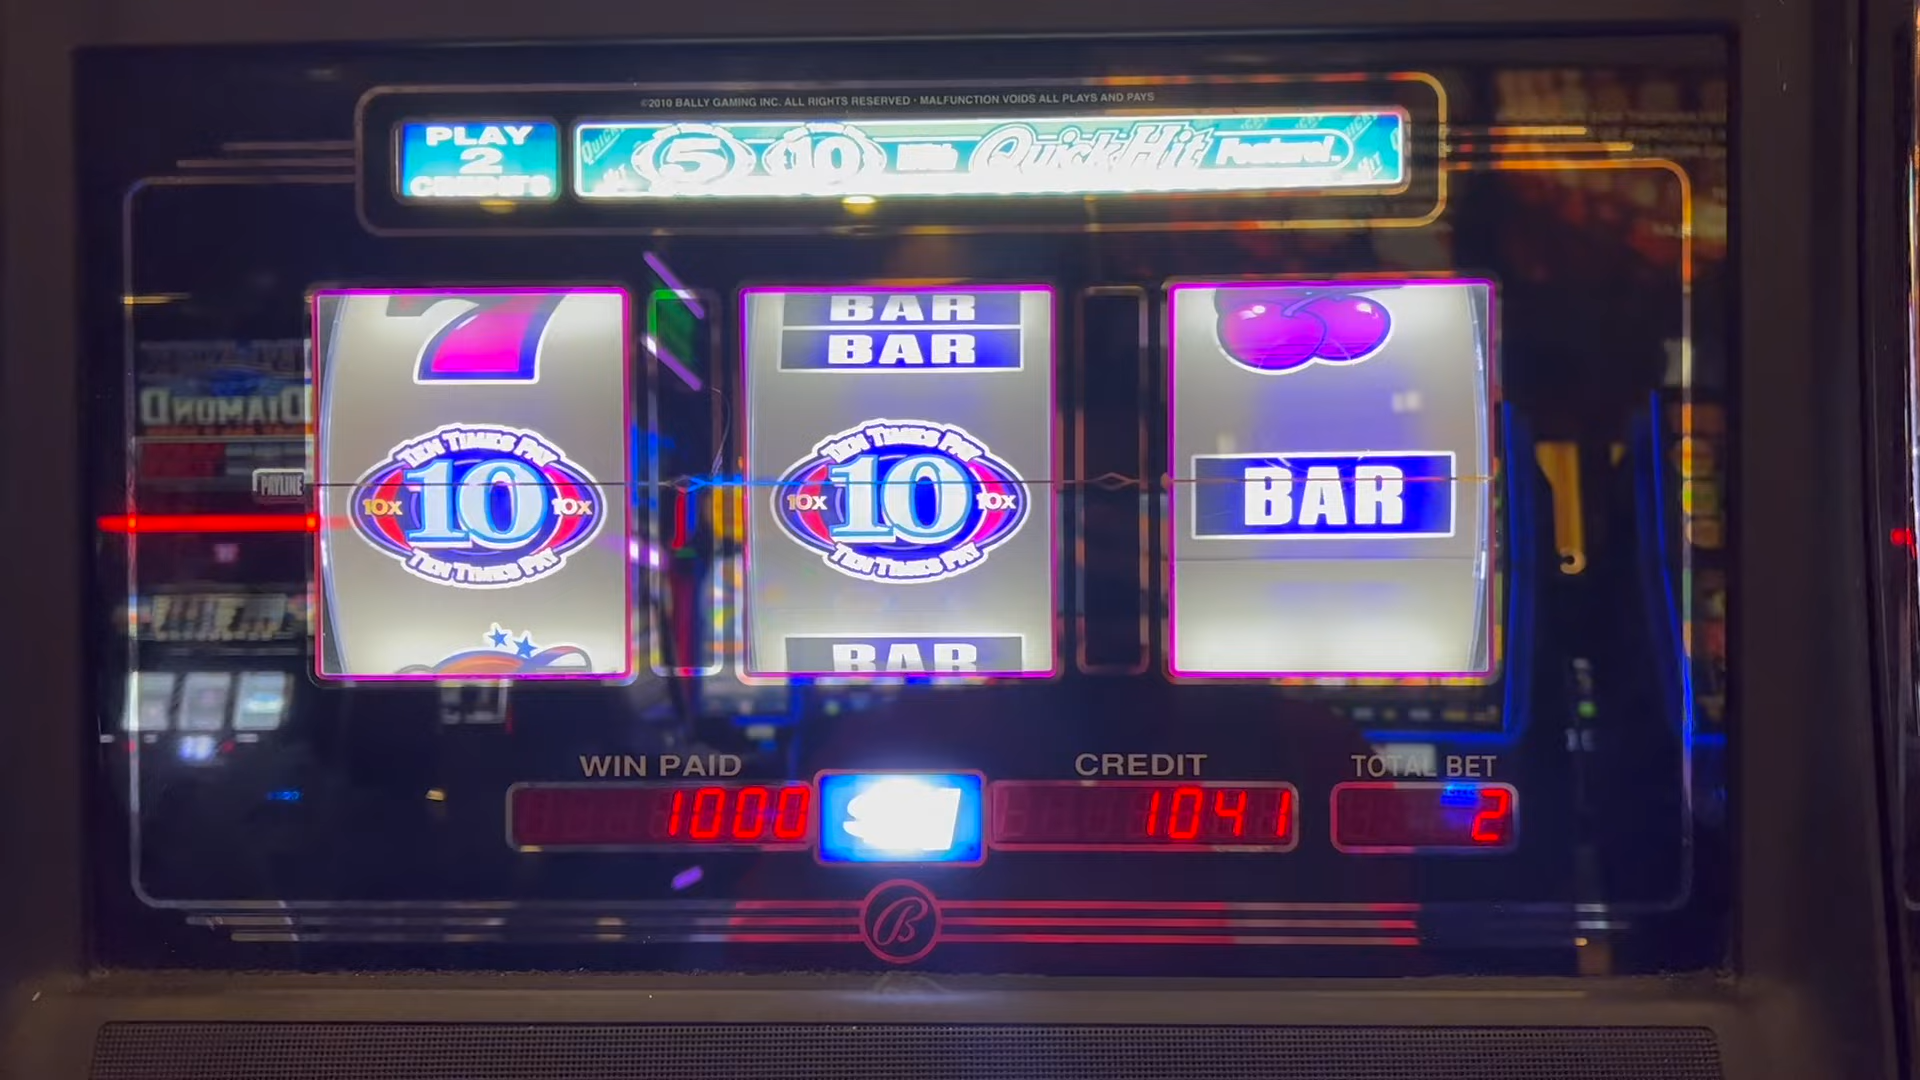 ©2010 BALLY GAMING INC. ALL RIGHTS RESERVED · MALFUNCTION VOIDS ALL PLAYS AND PAYS
PLAY
2
CREDITS
5 10 With Quick Hit Feature!
7
BAR
BAR
PAYLINE
TEN TIMES PAY
10X 10 10X
TEN TIMES PAY
TEN TIMES PAY
10X 10 10X
TEN TIMES PAY
BAR
BAR
WIN PAID
CREDIT
TOTAL BET
1000
1041
2
B